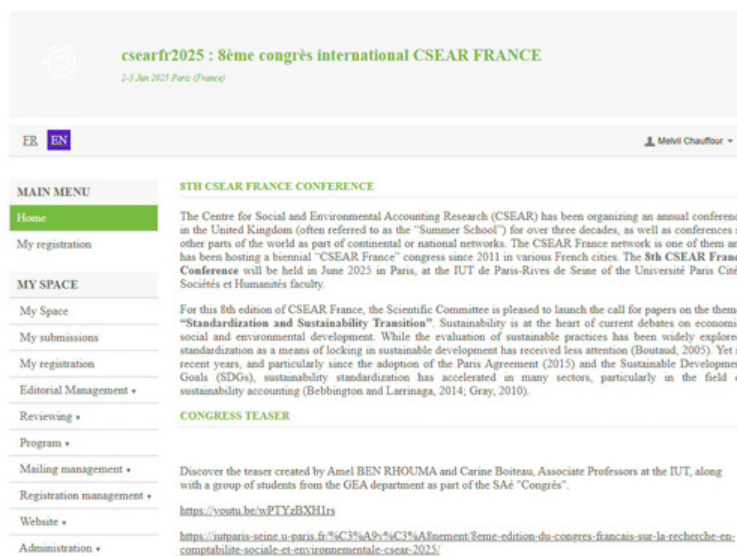 csearfr2025 : 8ème congrès international CSEAR FRANCE
2-3 Jun 2025 Paris (France)
FR EN
Melvil Chauffour
MAIN MENU
Home
My registration
MY SPACE
My Space
My submissions
My registration
Editorial Management
Reviewing
Program
Mailing management
Registration management
Website
Administration
8TH CSEAR FRANCE CONFERENCE
The Centre for Social and Environmental Accounting Research (CSEAR) has been organizing an annual conferenc
in the United Kingdom (often referred to as the "Summer School") for over three decades, as well as conferences i
other parts of the world as part of continental or national networks. The CSEAR France network is one of them an
has been hosting a biennial "CSEAR France" congress since 2011 in various French cities. The 8th CSEAR Franc
Conference will be held in June 2025 in Paris, at the IUT de Paris-Rives de Seine of the Université Paris Cité
Sociétés et Humanités faculty.
For this 8th edition of CSEAR France, the Scientific Committee is pleased to launch the call for papers on the them
"Standardization and Sustainability Transition". Sustainability is at the heart of current debates on economic
social and environmental development. While the evaluation of sustainable practices has been widely explore
standardization as a means of locking in sustainable development has received less attention (Boutaud, 2005). Yet
recent years, and particularly since the adoption of the Paris Agreement (2015) and the Sustainable Developme
Goals (SDGs), sustainability standardization has accelerated in many sectors, particularly in the field
sustainability accounting (Bebbington and Larrinaga, 2014; Gray, 2010).
CONGRESS TEASER
Discover the teaser created by Amel BEN RHOUMA and Carine Boiteau, Associate Professors at the IUT, along
with a group of students from the GEA department as part of the SAé "Congrès".
https://youtu.be/wPTYzBXH1rs
https://iutparis-seine.u-paris.fr/%C3%A9v%C3%A8nement/8eme-edition-du-congres-francais-sur-la-recherche-en-
comptabilite-sociale-et-environnementale-csear-2025/